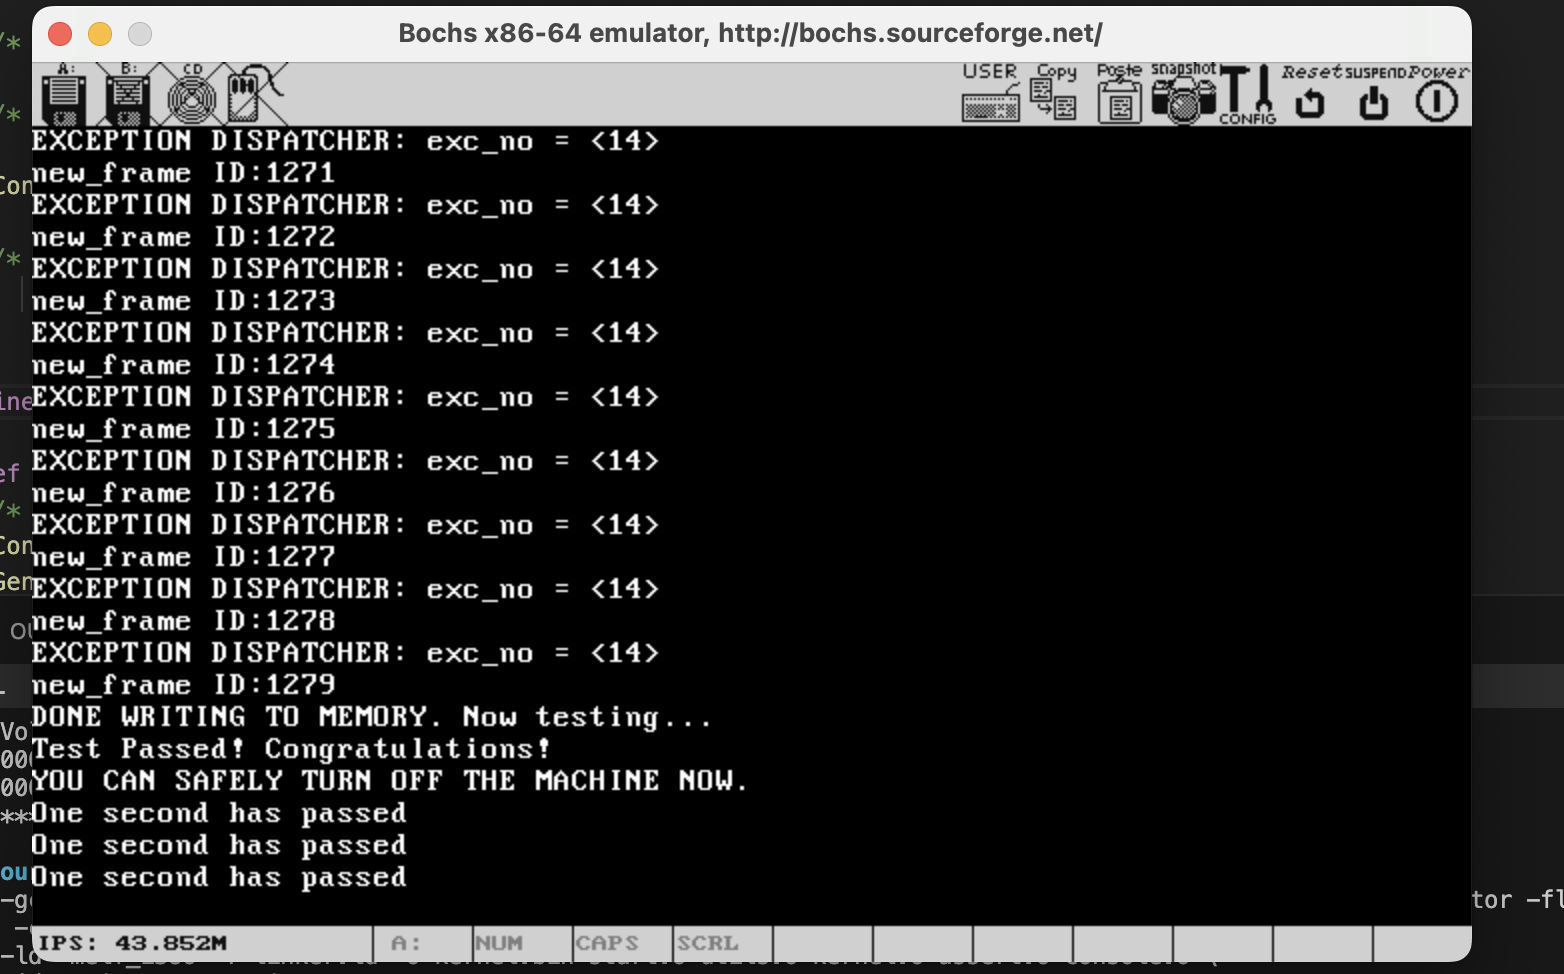 Bochs x86-64 emulator, http://bochs.sourceforge.net/
A: B: CD USER Copy Paste snapshot CONFIG Reset SUSPEND Power
EXCEPTION DISPATCHER: exc_no = <14>
new_frame ID:1271
EXCEPTION DISPATCHER: exc_no = <14>
new_frame ID:1272
EXCEPTION DISPATCHER: exc_no = <14>
new_frame ID:1273
EXCEPTION DISPATCHER: exc_no = <14>
new_frame ID:1274
EXCEPTION DISPATCHER: exc_no = <14>
new_frame ID:1275
EXCEPTION DISPATCHER: exc_no = <14>
new_frame ID:1276
EXCEPTION DISPATCHER: exc_no = <14>
new_frame ID:1277
EXCEPTION DISPATCHER: exc_no = <14>
new_frame ID:1278
EXCEPTION DISPATCHER: exc_no = <14>
new_frame ID:1279
DONE WRITING TO MEMORY. Now testing...
Test Passed! Congratulations!
YOU CAN SAFELY TURN OFF THE MACHINE NOW.
One second has passed
One second has passed
One second has passed
IPS: 43.852M A: NUM CAPS SCRL